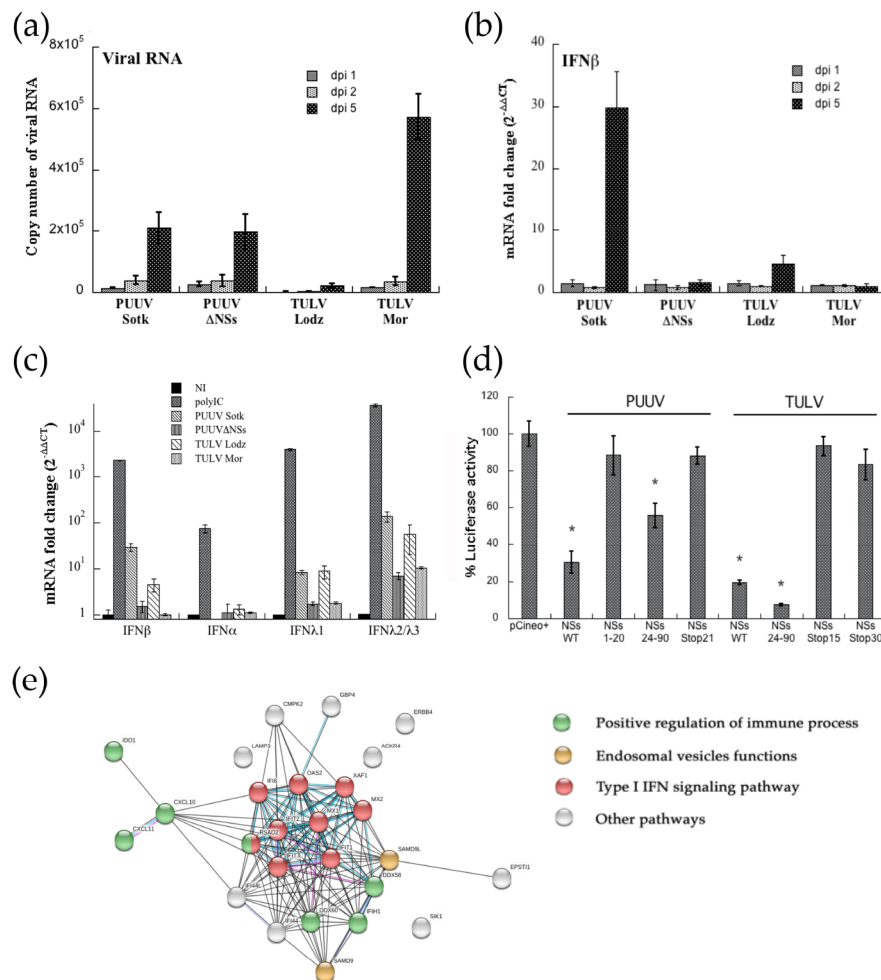 (a)
Viral RNA
Copy number of viral RNA
8x10⁵
6x10⁵
4x10⁵
2x10⁵
0
dpi 1
dpi 2
dpi 5
PUUV Sotk
PUUV ΔNSs
TULV Lodz
TULV Mor
(b)
IFNβ
mRNA fold change (2^-ΔΔCT)
40
30
20
10
0
dpi 1
dpi 2
dpi 5
PUUV Sotk
PUUV ΔNSs
TULV Lodz
TULV Mor
(c)
NI
polyIC
PUUV Sotk
PUUVΔNSs
TULV Lodz
TULV Mor
mRNA fold change (2^-ΔΔCT)
10⁴
10³
10²
10¹
1
IFNβ
IFNα
IFNλ1
IFNλ2/λ3
(d)
PUUV
TULV
% Luciferase activity
120
100
80
60
40
20
0
* * * *
pCineo+
NSs WT
NSs 1-20
NSs 24-90
NSs Stop21
NSs WT
NSs 24-90
NSs Stop15
NSs Stop30
(e)
CMPK2
GBP4
ERBB4
IDO1
LAMP3
ACKR4
OAS2
XAF1
IFI6
MX2
CXCL10
IFIT2
MX1
CXCL11
RSAD2
IFIT3
IFIT1
SAMD9L
DDX58
EPSTI1
IFI44L
DDX60
IFIH1
IFI44
SIK1
SAMD9
Positive regulation of immune process
Endosomal vesicles functions
Type I IFN signaling pathway
Other pathways